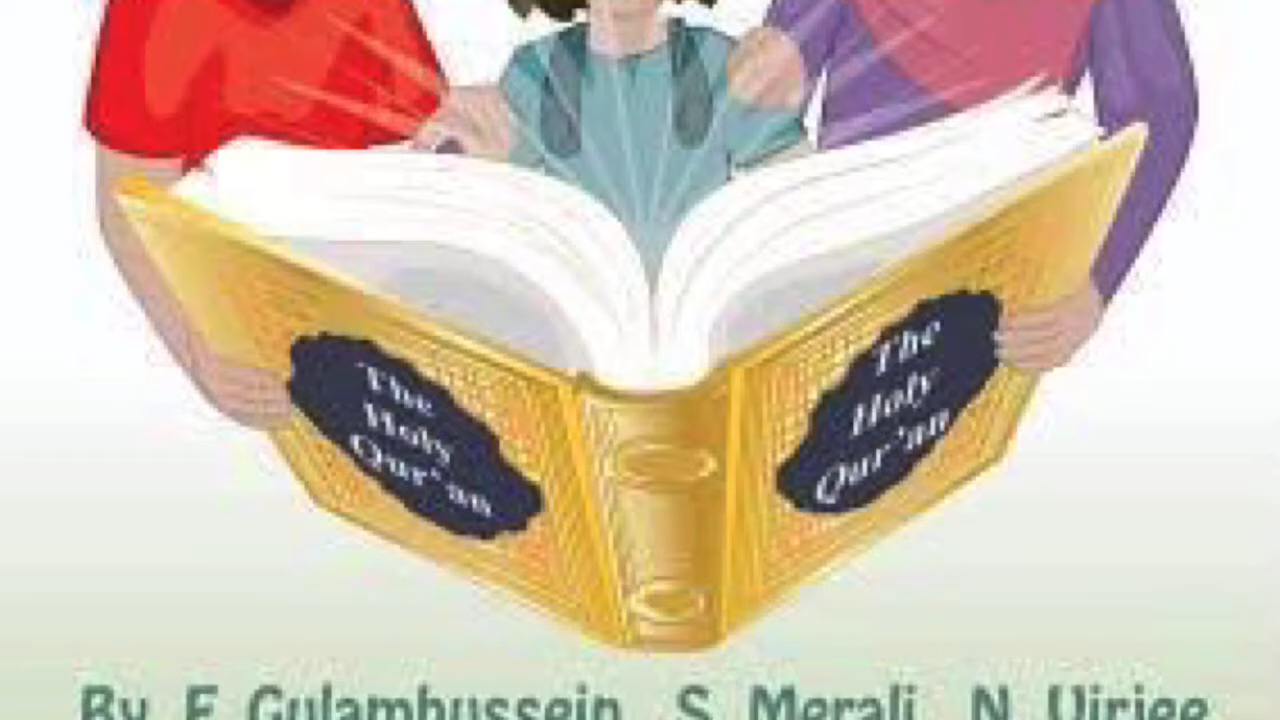 The
Holy
Qur'an
The
Holy
Qur'an
By F. Gulamhussein, S. Merali, N. Virjee